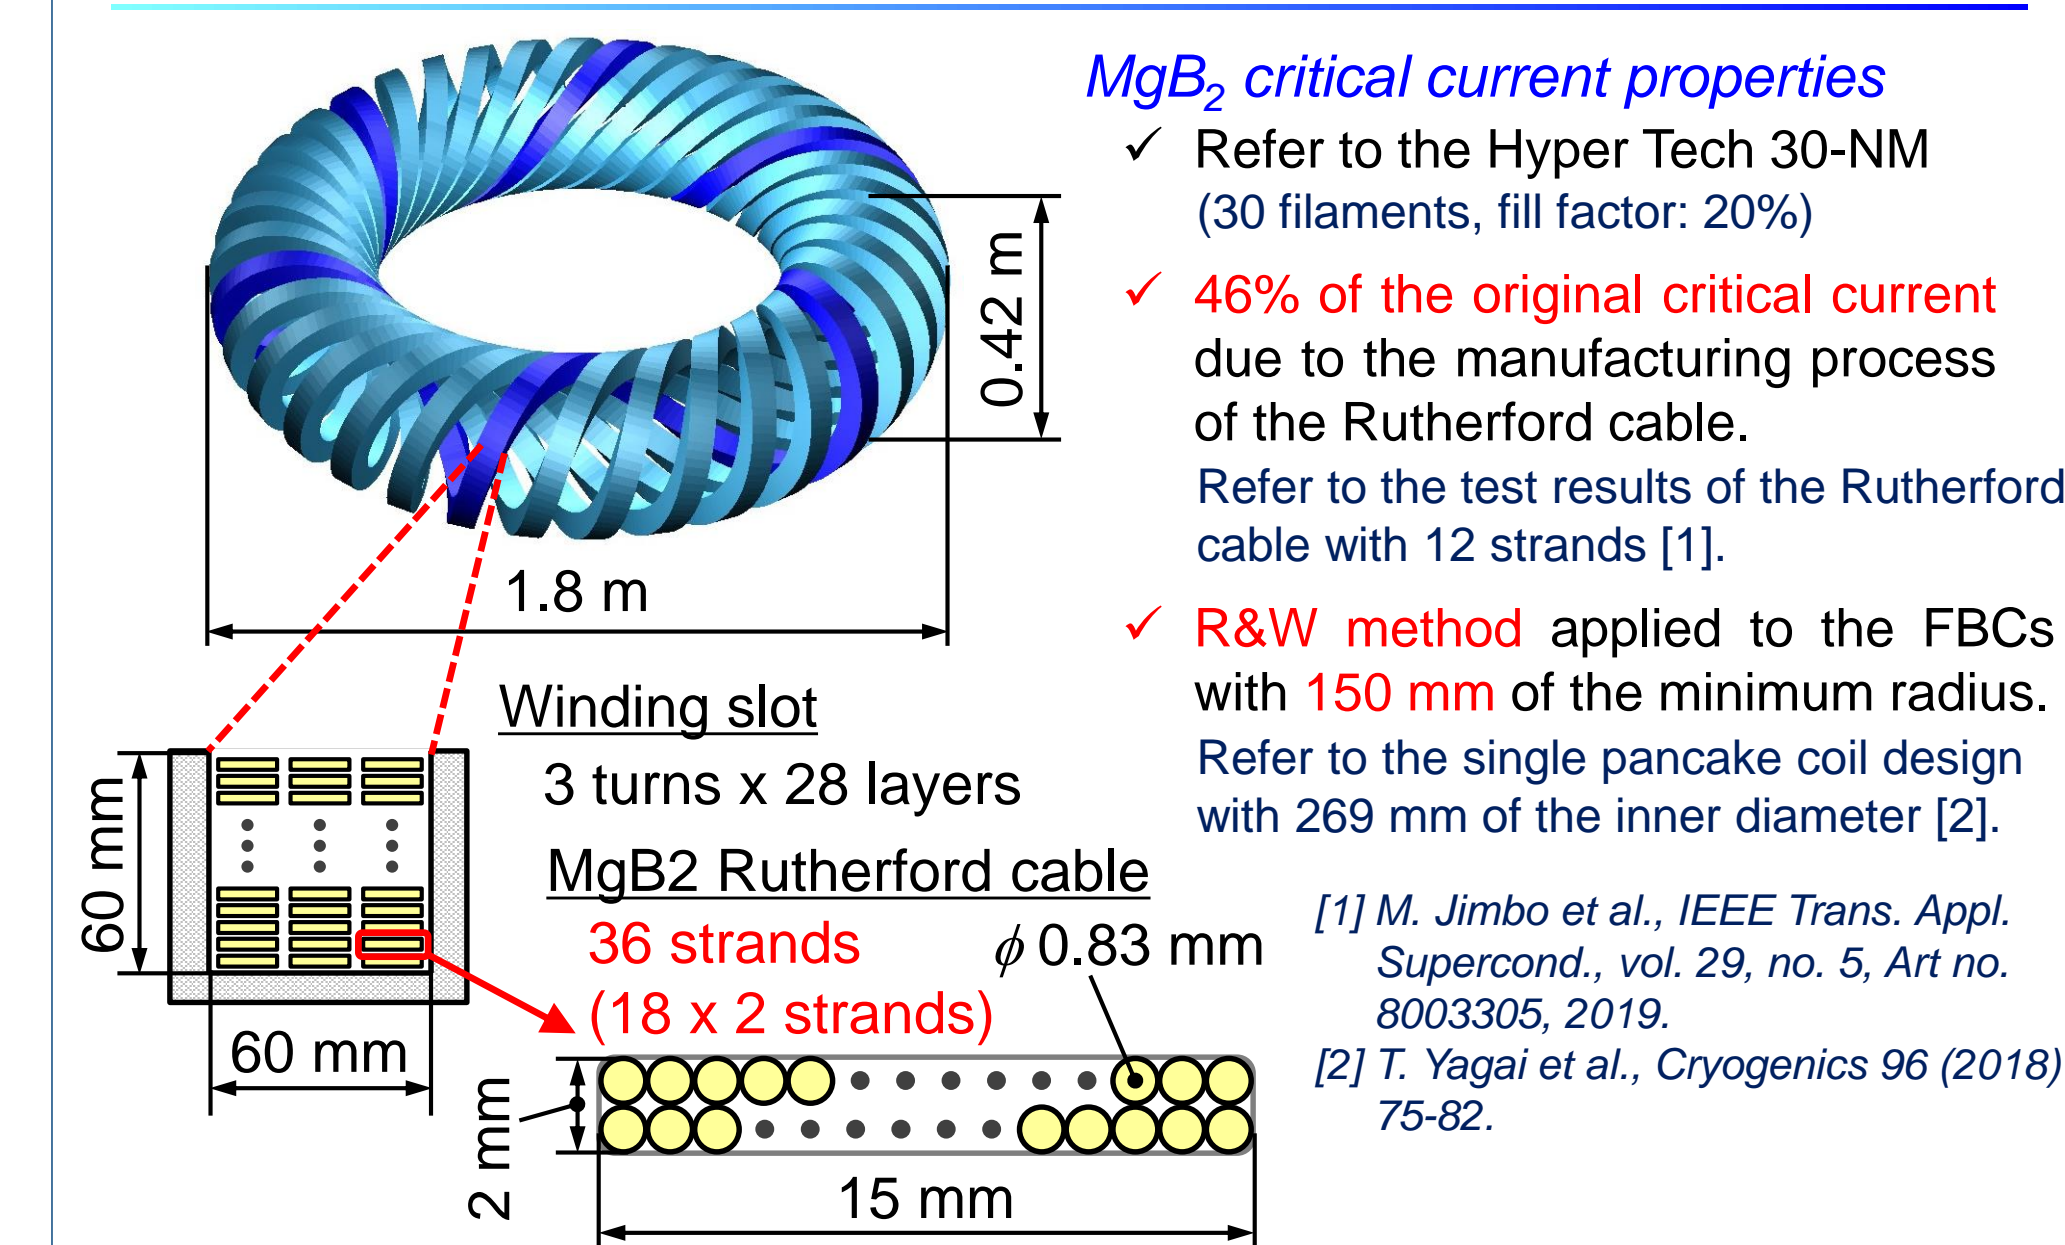 MgB2 critical current properties
✓ Refer to the Hyper Tech 30-NM
(30 filaments, fill factor: 20%)
✓ 46% of the original critical current
due to the manufacturing process
of the Rutherford cable.
Refer to the test results of the Rutherford
cable with 12 strands [1].
✓ R&W method applied to the FBCs
with 150 mm of the minimum radius.
Refer to the single pancake coil design
with 269 mm of the inner diameter [2].
[1] M. Jimbo et al., IEEE Trans. Appl.
Supercond., vol. 29, no. 5, Art no.
8003305, 2019.
[2] T. Yagai et al., Cryogenics 96 (2018)
75-82.
0.42 m
1.8 m
Winding slot
3 turns x 28 layers
MgB2 Rutherford cable
36 strands
(18 x 2 strands)
ϕ 0.83 mm
60 mm
60 mm
2 mm
15 mm